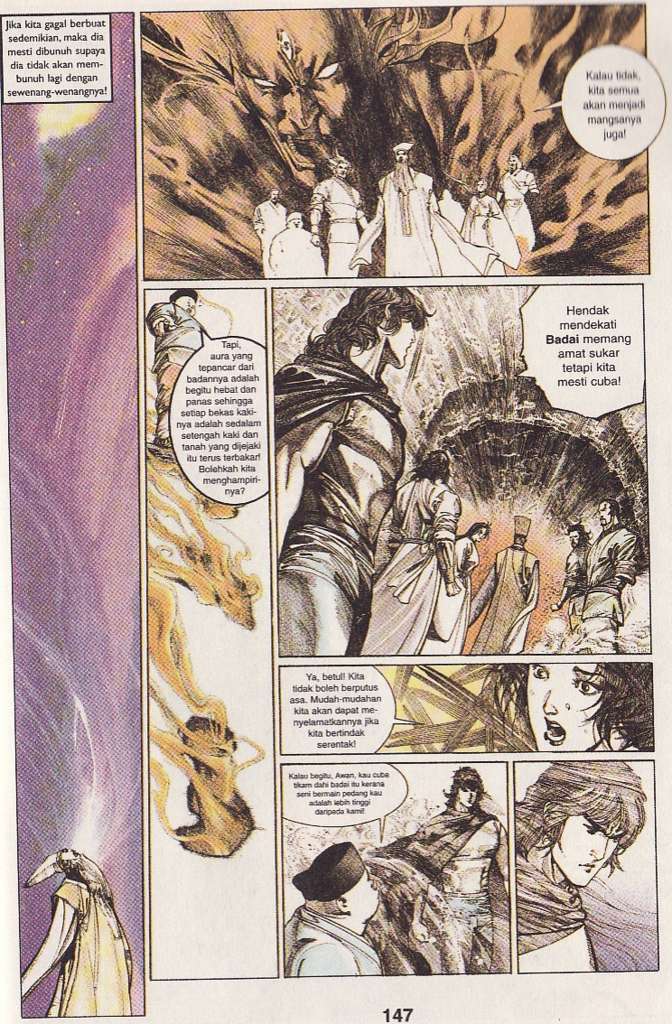 Jika kita gagal berbuat
sedemikian, maka dia
mesti dibunuh supaya
dia tidak akan mem-
bunuh lagi dengan
sewenang-wenangnya!
Kalau tidak,
kita semua
akan menjadi
mangsanya
juga!
Tapi,
aura yang
tepancar dari
badannya adalah
begitu hebat dan
panas sehingga
setiap bekas kaki-
nya adalah sedalam
setengah kaki dan
tanah yang dijejaki
itu terus terbakar!
Bolehkah kita
menghampiri-
nya?
Hendak
mendekati
Badai memang
amat sukar
tetapi kita
mesti cuba!
Ya, betul! Kita
tidak boleh berputus
asa. Mudah-mudahan
kita akan dapat me-
nyelamatkannya jika
kita bertindak
serentak!
Kalau begitu, Awan, kau cuba
tikam dahi badai itu kerana
seni bermain pedang kau
adalah lebih tinggi
daripada kami!
147